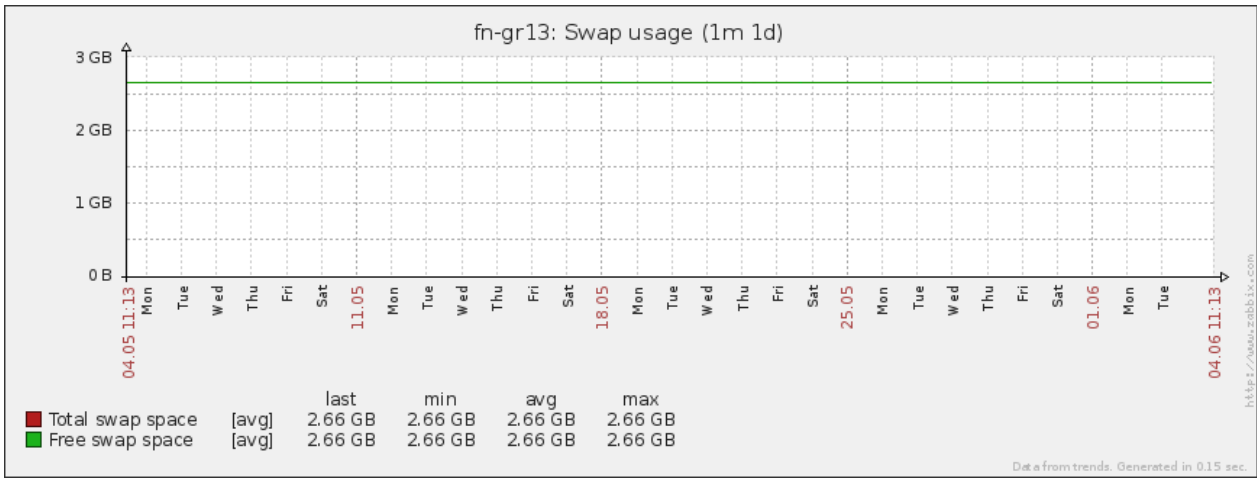 fn-gr13: Swap usage (1m 1d)
3 GB
2 GB
1 GB
0 B
04.05 11:13 Mon Tue Wed Thu Fri Sat 11.05 Mon Tue Wed Thu Fri Sat 18.05 Mon Tue Wed Thu Fri Sat 25.05 Mon Tue Wed Thu Fri Sat 01.06 Mon Tue 04.06 11:13
http://www.zabbix.com
last min avg max
Total swap space [avg] 2.66 GB 2.66 GB 2.66 GB 2.66 GB
Free swap space [avg] 2.66 GB 2.66 GB 2.66 GB 2.66 GB
Data from trends. Generated in 0.15 sec.